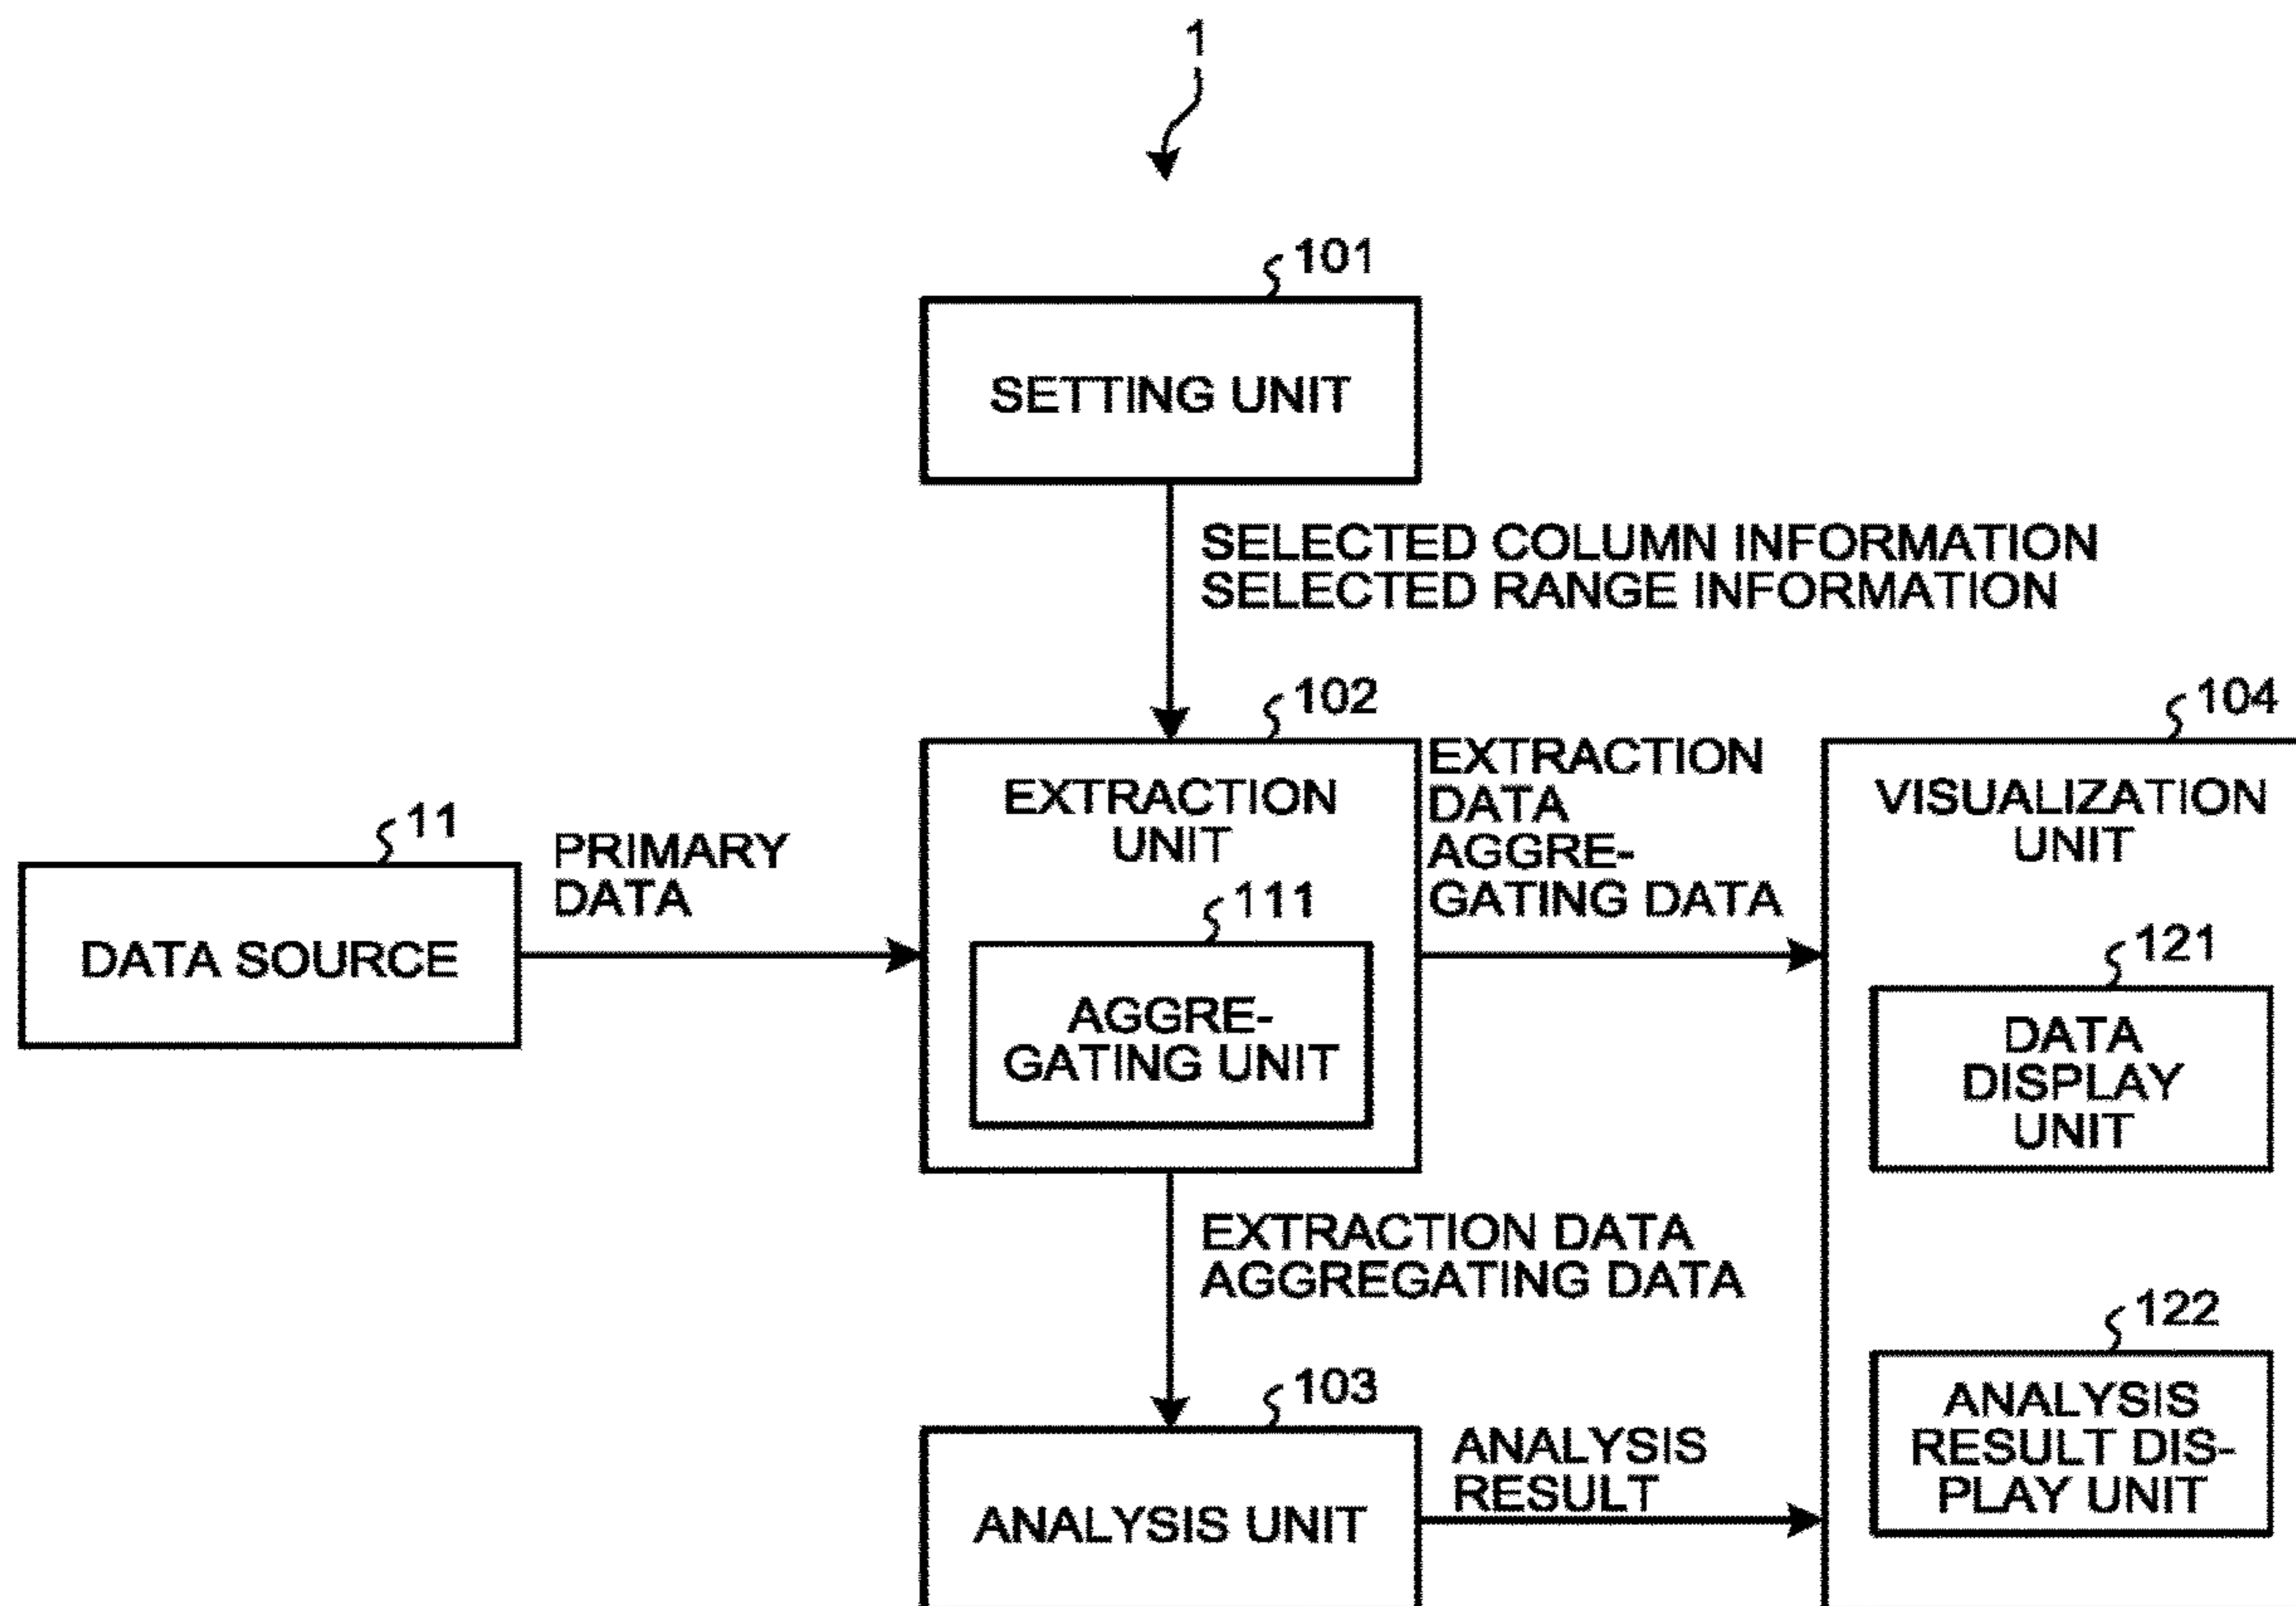 1
101
SETTING UNIT
SELECTED COLUMN INFORMATION
SELECTED RANGE INFORMATION
11
DATA SOURCE
PRIMARY
DATA
102
EXTRACTION
UNIT
111
AGGRE-
GATING UNIT
EXTRACTION
DATA
AGGRE-
GATING DATA
104
VISUALIZATION
UNIT
121
DATA
DISPLAY
UNIT
EXTRACTION DATA
AGGREGATING DATA
103
ANALYSIS UNIT
ANALYSIS
RESULT
122
ANALYSIS
RESULT DIS-
PLAY UNIT